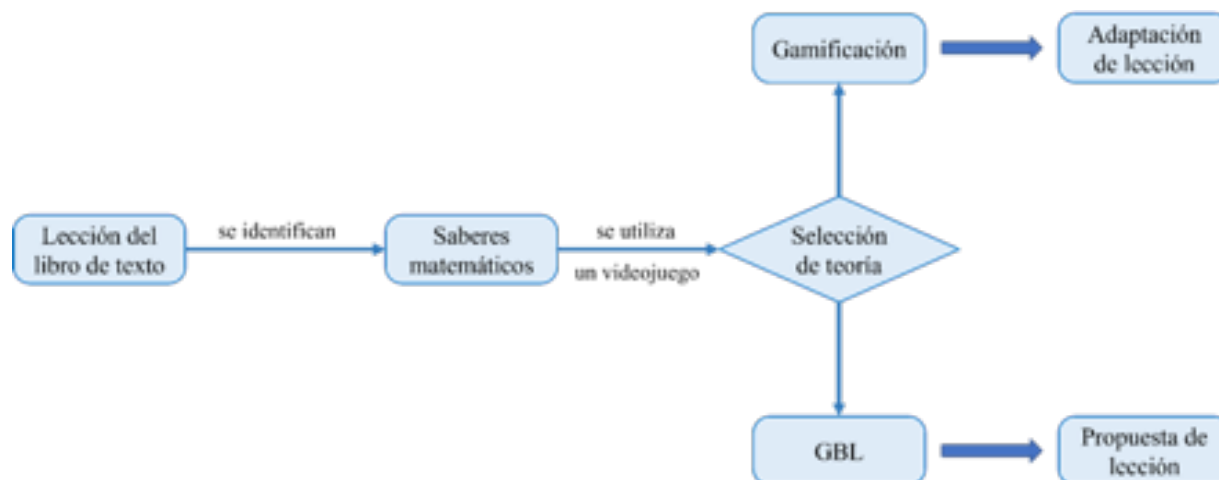 Gamificación
Adaptación
de lección
Lección del
libro de texto
se identifican
Saberes
matemáticos
se utiliza
un videojuego
Selección
de teoría
GBL
Propuesta de
lección